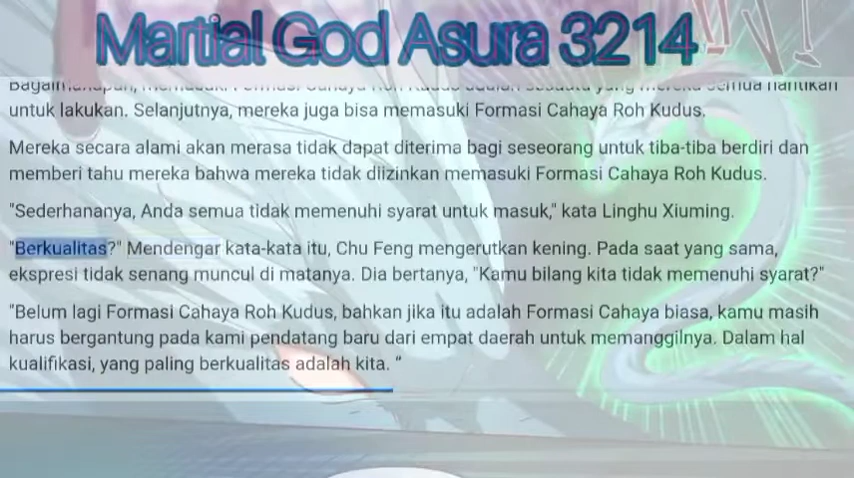 Martial God Asura 3214
untuk lakukan. Selanjutnya, mereka juga bisa memasuki Formasi Cahaya Roh Kudus.
Mereka secara alami akan merasa tidak dapat diterima bagi seseorang untuk tiba-tiba berdiri dan
memberi tahu mereka bahwa mereka tidak diizinkan memasuki Formasi Cahaya Roh Kudus.
"Sederhananya, Anda semua tidak memenuhi syarat untuk masuk," kata Linghu Xiuming.
"Berkualitas?" Mendengar kata-kata itu, Chu Feng mengerutkan kening. Pada saat yang sama,
ekspresi tidak senang muncul di matanya. Dia bertanya, "Kamu bilang kita tidak memenuhi syarat?"
"Belum lagi Formasi Cahaya Roh Kudus, bahkan jika itu adalah Formasi Cahaya biasa, kamu masih
harus bergantung pada kami pendatang baru dari empat daerah untuk memanggilnya. Dalam hal
kualifikasi, yang paling berkualitas adalah kita. “